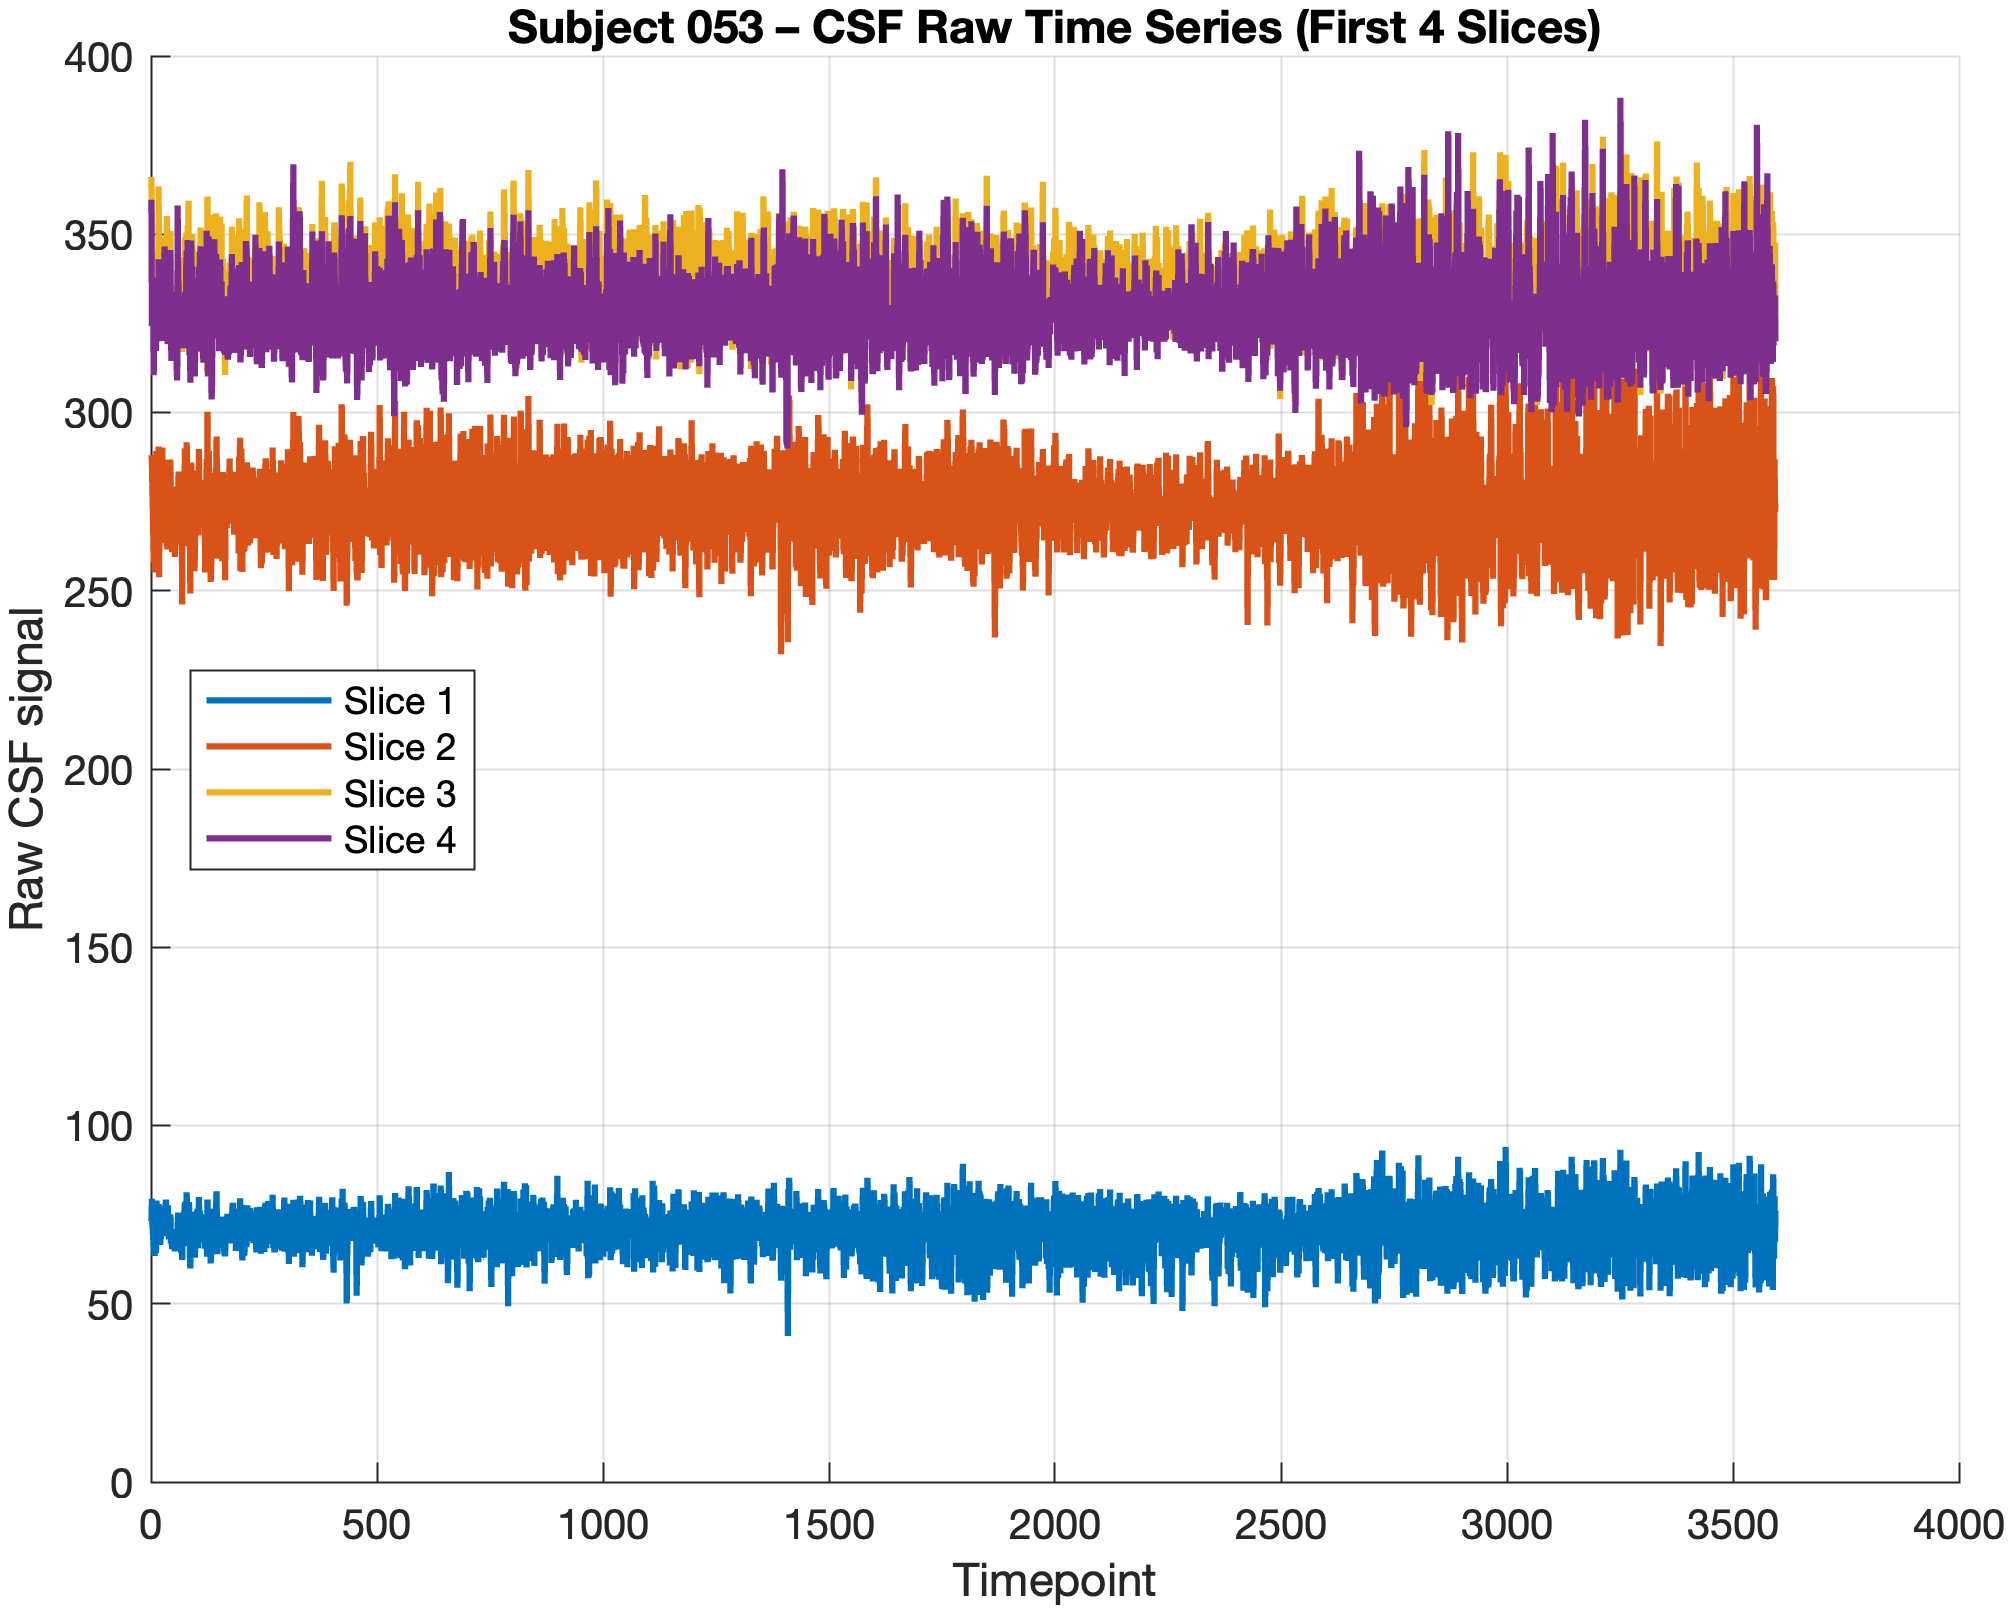 Subject 053 – CSF Raw Time Series (First 4 Slices)
400
350
300
250
200
150
100
50
0
Raw CSF signal
Slice 1
Slice 2
Slice 3
Slice 4
0 500 1000 1500 2000 2500 3000 3500 4000
Timepoint